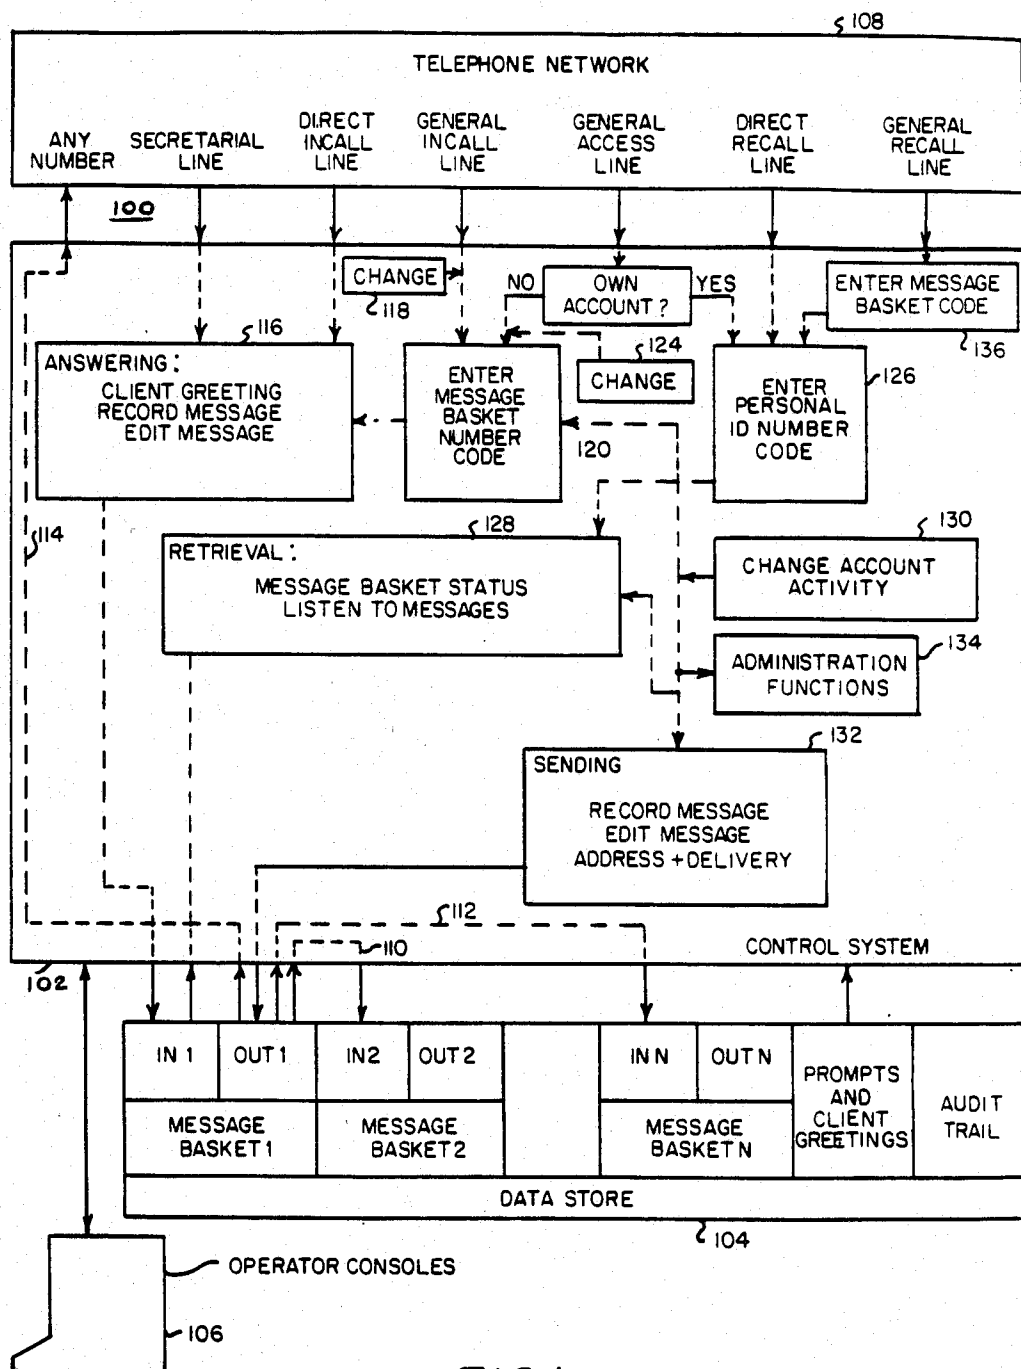 108
TELEPHONE NETWORK
ANY NUMBER
SECRETARIAL LINE
DIRECT INCALL LINE
GENERAL INCALL LINE
GENERAL ACCESS LINE
DIRECT RECALL LINE
GENERAL RECALL LINE
100
CHANGE
118
NO
OWN ACCOUNT ?
YES
ENTER MESSAGE BASKET CODE
136
116
ANSWERING:
CLIENT GREETING
RECORD MESSAGE
EDIT MESSAGE
ENTER MESSAGE BASKET NUMBER CODE
120
124
CHANGE
ENTER PERSONAL ID NUMBER CODE
126
114
128
RETRIEVAL:
MESSAGE BASKET STATUS
LISTEN TO MESSAGES
130
CHANGE ACCOUNT ACTIVITY
134
ADMINISTRATION FUNCTIONS
132
SENDING
RECORD MESSAGE
EDIT MESSAGE
ADDRESS + DELIVERY
112
110
CONTROL SYSTEM
102
IN 1
OUT 1
IN 2
OUT 2
IN N
OUT N
MESSAGE BASKET 1
MESSAGE BASKET 2
MESSAGE BASKET N
PROMPTS AND CLIENT GREETINGS
AUDIT TRAIL
DATA STORE
104
OPERATOR CONSOLES
106